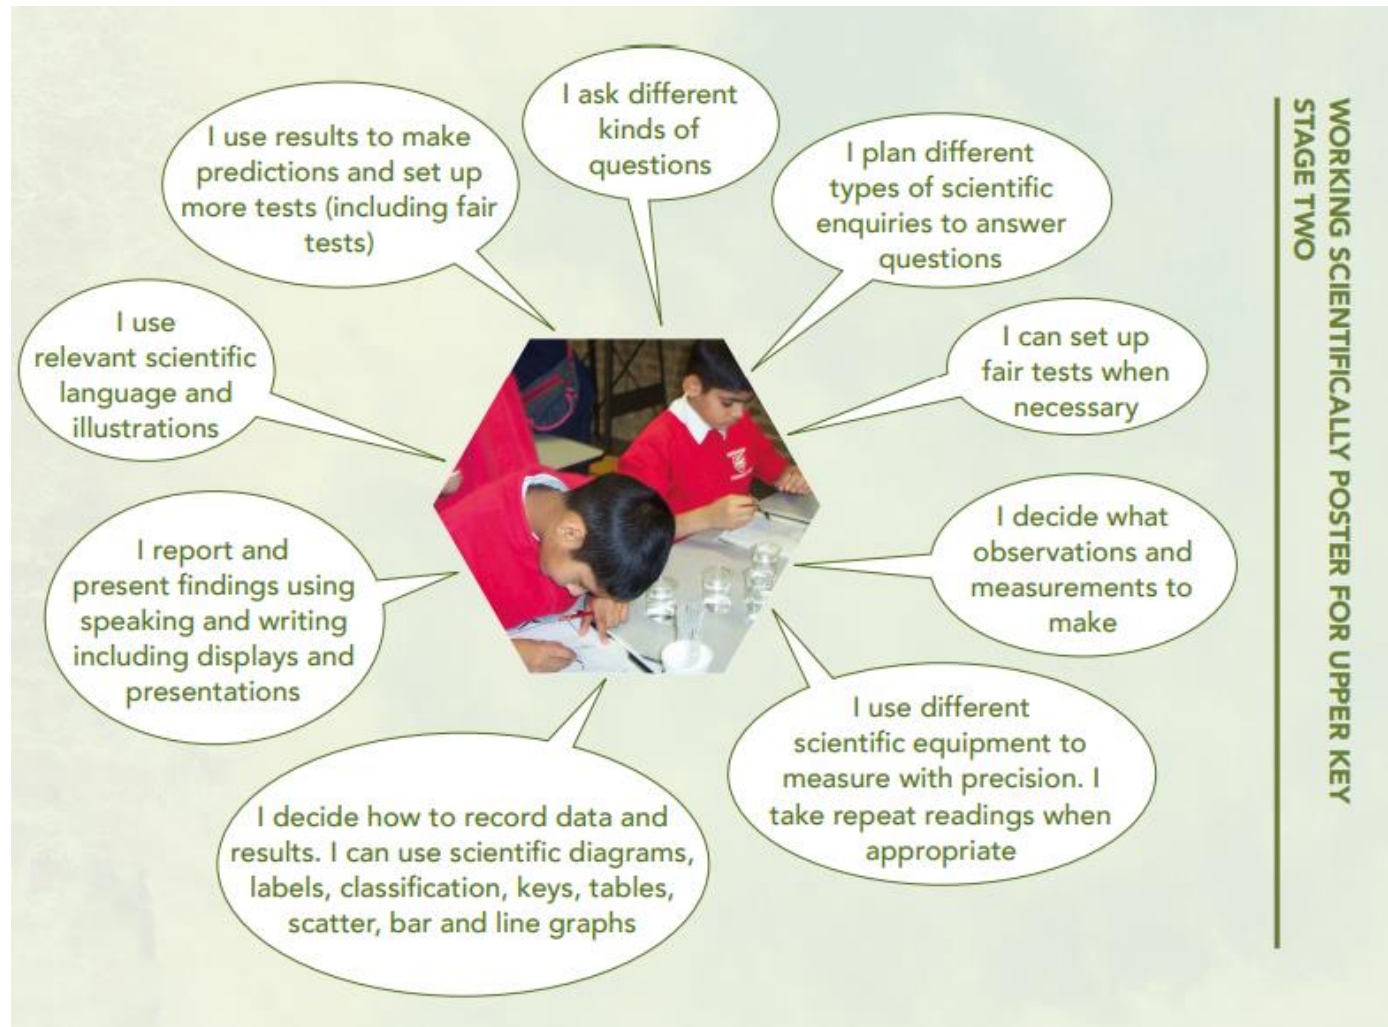 WORKING SCIENTIFICALLY POSTER FOR UPPER KEY
STAGE TWO
I ask different
kinds of
questions
I plan different
types of scientific
enquiries to answer
questions
I can set up
fair tests when
necessary
I decide what
observations and
measurements to
make
I use different
scientific equipment to
measure with precision. I
take repeat readings when
appropriate
I decide how to record data and
results. I can use scientific diagrams,
labels, classification, keys, tables,
scatter, bar and line graphs
I report and
present findings using
speaking and writing
including displays and
presentations
I use
relevant scientific
language and
illustrations
I use results to make
predictions and set up
more tests (including fair
tests)